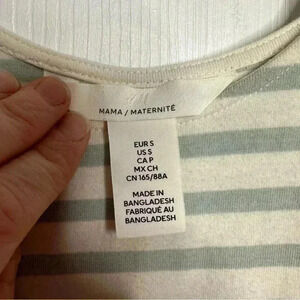 MAMA / MATERNITÉ
EUR S
US S
CA P
MX CH
CN 165/88A
MADE IN
BANGLADESH
FABRIQUÉ AU
BANGLADESH